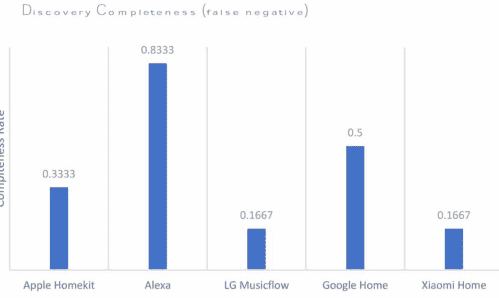 Discovery Completeness (false negative)
0.8333
0.5
0.3333
0.1667
0.1667
Rate
Apple Homekit
Alexa
LG Musicflow
Google Home
Xiaomi Home